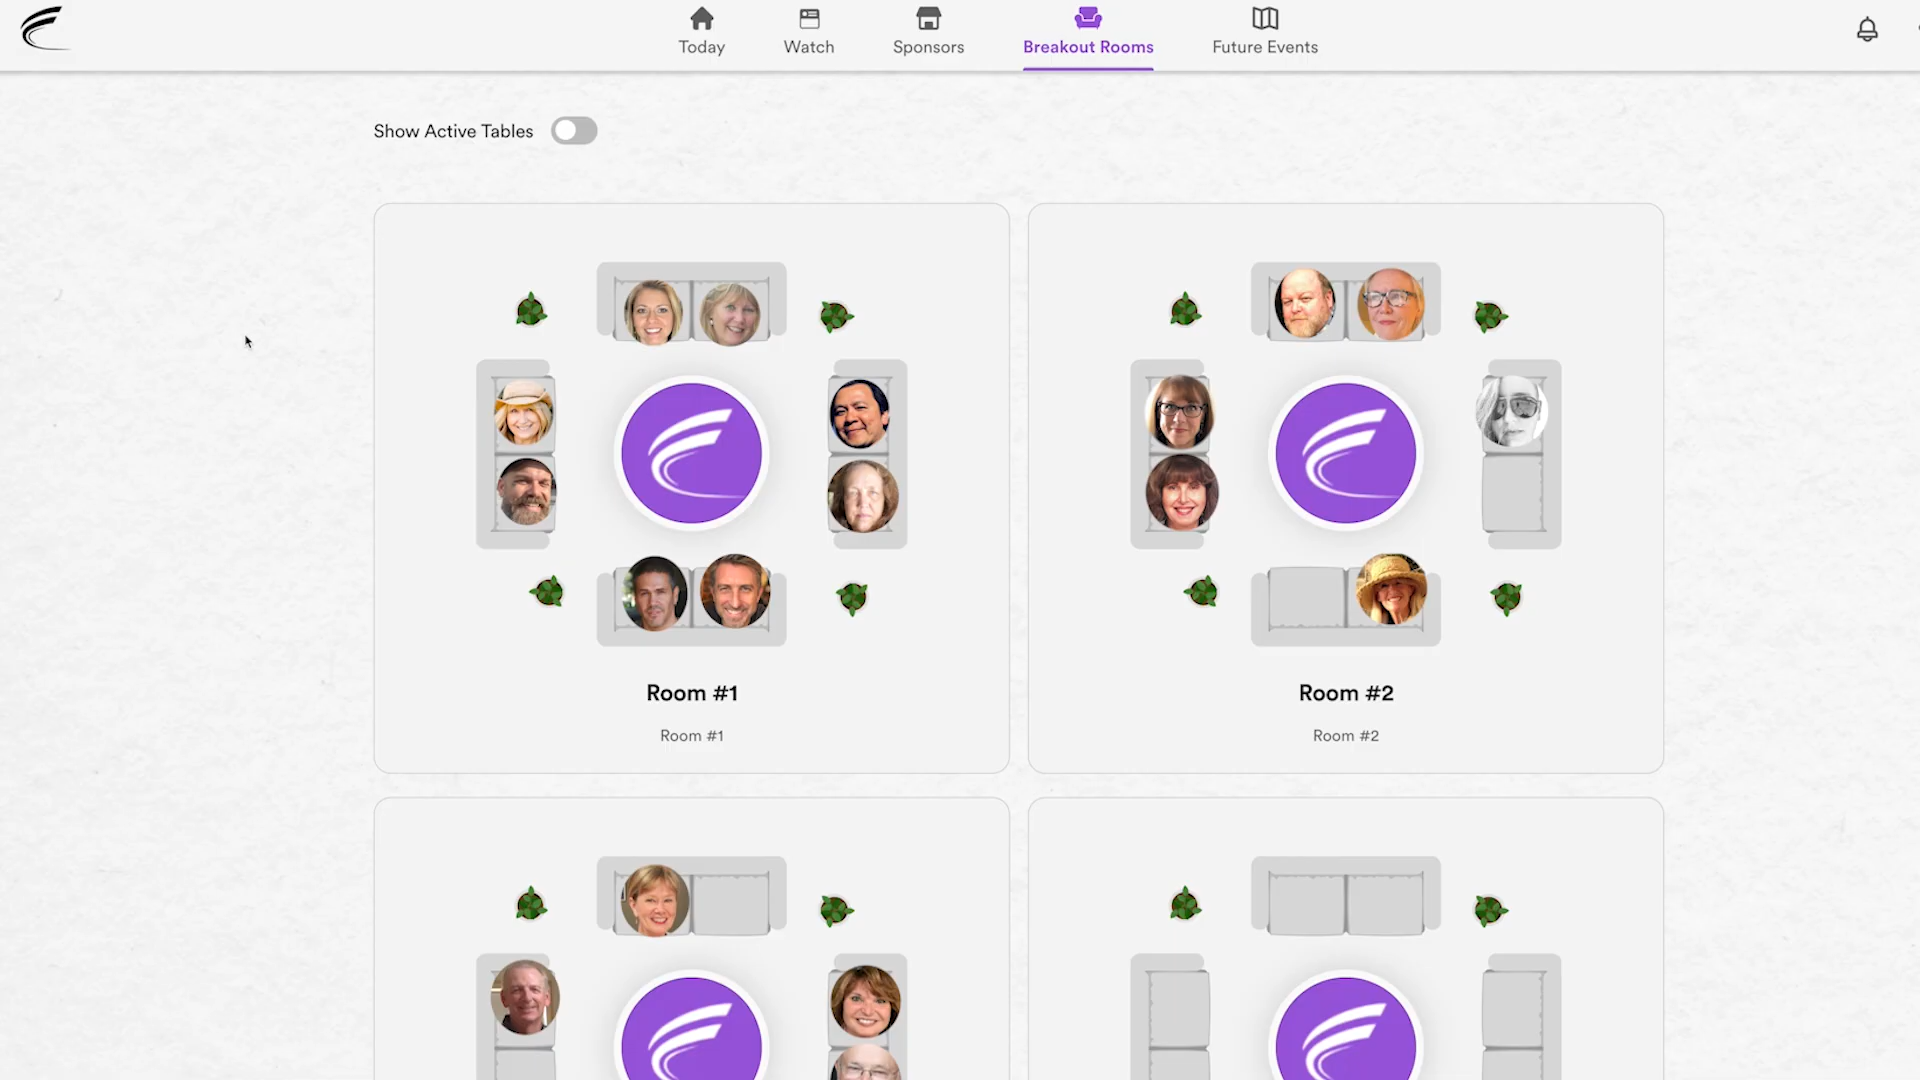 Today
Watch
Sponsors
Breakout Rooms
Future Events
Show Active Tables
Room #1
Room #1
Room #2
Room #2